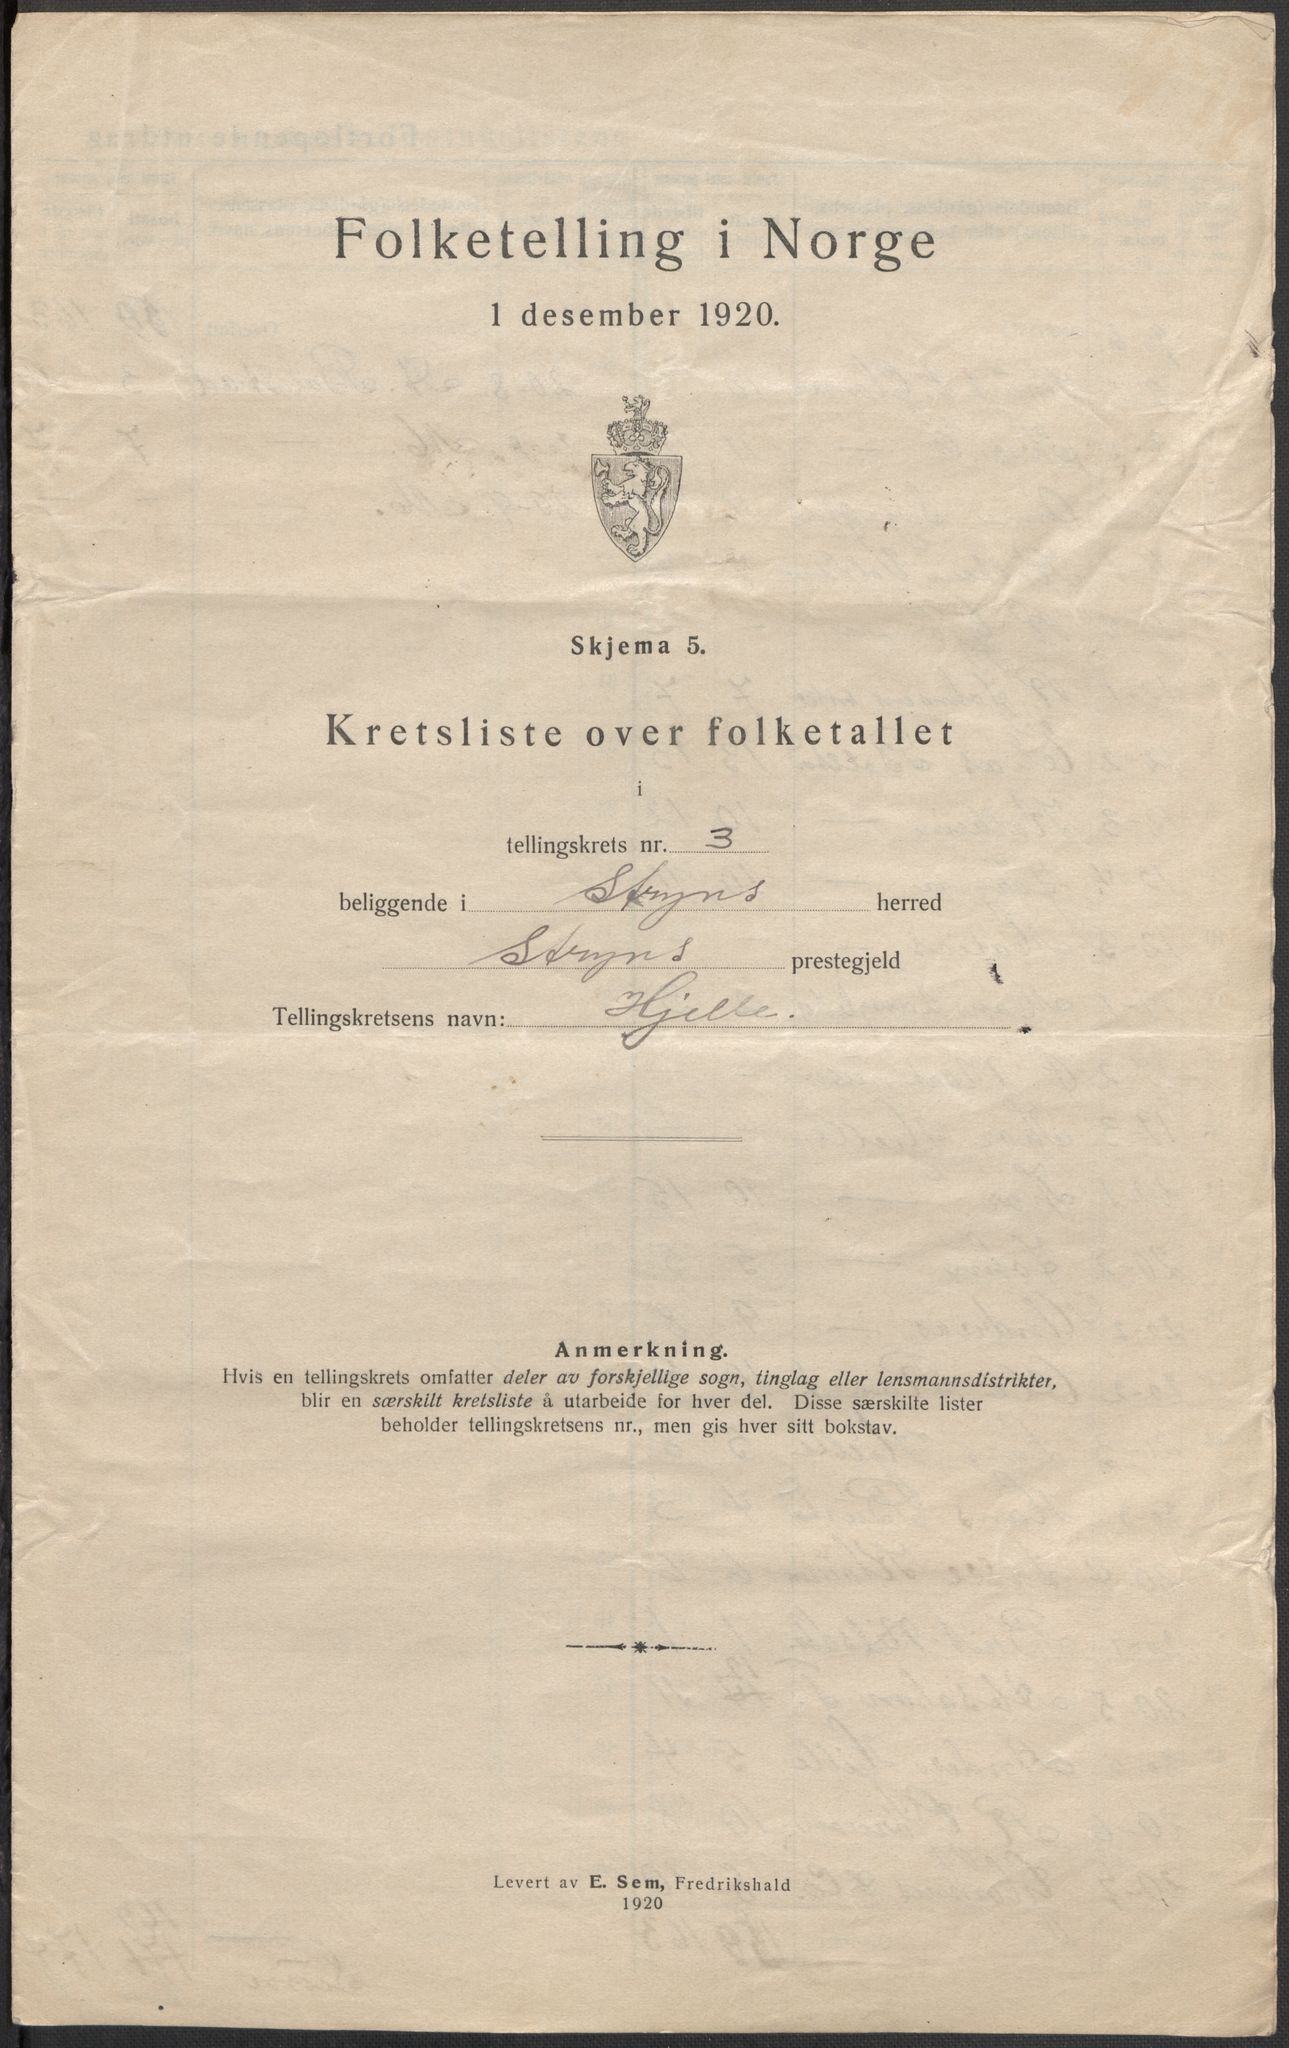 Folketelling i Norge
1 desember 1920.
Skjema 5.
Kretsliste over folketallet
i
tellingskrets nr. 3
beliggende i Stryns herred
Stryns prestegjeld
Tellingskretsens navn: Hjelle.
Anmerkning.
Hvis en tellingskrets omfatter deler av forskjellige sogn, tinglag eller lensmannsdistrikter,
blir en særskilt kretsliste å utarbeide for hver del. Disse særskilte lister
beholder tellingskretsens nr., men gis hver sitt bokstav.
Levert av E. Sem, Fredrikshald
1920